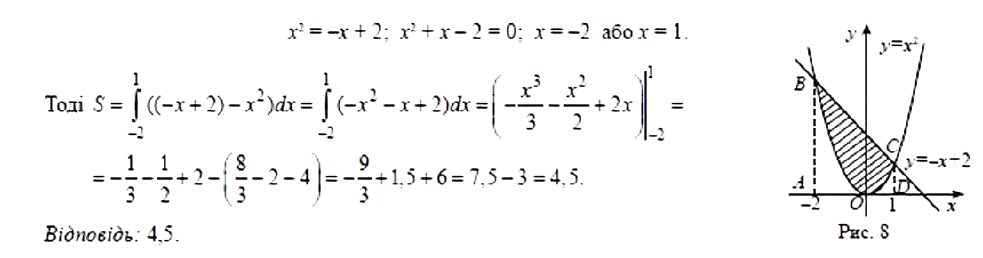 x² = –x + 2; x² + x – 2 = 0; x = –2 або x = 1.
Тоді S = ∫₋₂¹ ((–x + 2) – x²)dx = ∫₋₂¹ (–x² – x + 2)dx = (–x³/3 – x²/2 + 2x)|₋₂¹ =
= –1/3 – 1/2 + 2 – (8/3 – 2 – 4) = –9/3 + 1,5 + 6 = 7,5 – 3 = 4,5.
Відповідь: 4,5.
y
y=x²
B
C
y=–x+2
A
D
–2
O
1
x
Рис. 8